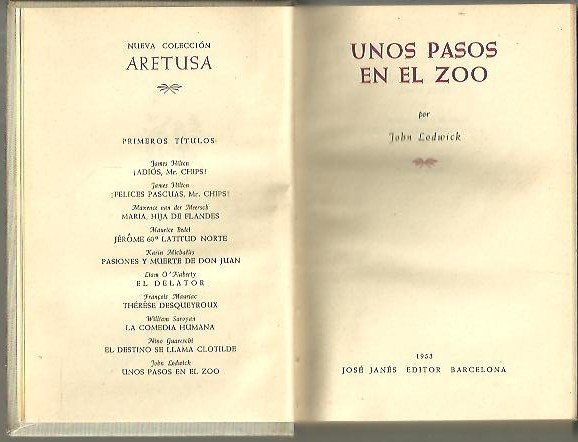 NUEVA COLECCIÓN
ARETUSA
PRIMEROS TÍTULOS
James Hilton
¡ADIÓS, Mr. CHIPS!
James Hilton
¡FELICES PASCUAS, Mr. CHIPS!
Maxence van der Meersch
MARIA, HIJA DE FLANDES
Maurice Bedel
JÉRÔME 60º LATITUD NORTE
Karin Michaëlis
PASIONES Y MUERTE DE DON JUAN
Liam O'Flaherty
EL DELATOR
François Mauriac
THÉRÈSE DESQUEYROUX
William Saroyan
LA COMEDIA HUMANA
Nino Guareschi
EL DESTINO SE LLAMA CLOTILDE
John Lodwick
UNOS PASOS EN EL ZOO
UNOS PASOS
EN EL ZOO
por
John Lodwick
1953
JOSÉ JANÉS EDITOR BARCELONA